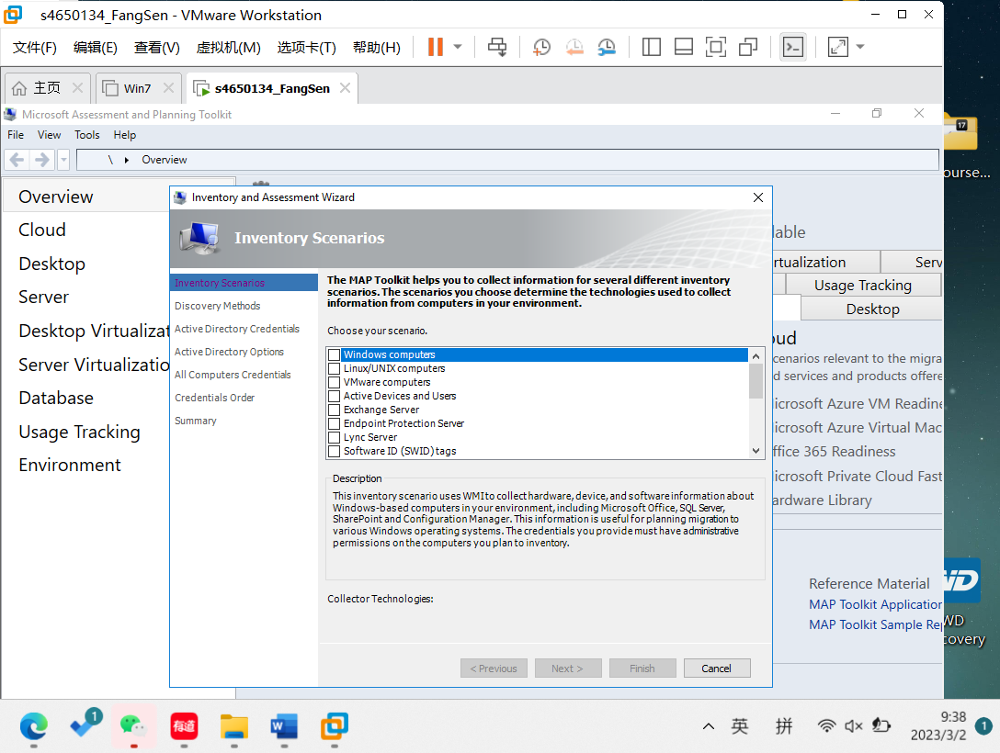 s4650134_FangSen - VMware Workstation
文件(F) 编辑(E) 查看(V) 虚拟机(M) 选项卡(T) 帮助(H)
主页 Win7 s4650134_FangSen
Microsoft Assessment and Planning Toolkit
File View Tools Help
\ Overview
17
ourse...
Overview
Cloud
Desktop
Server
Desktop Virtualizat
Server Virtualizatio
Database
Usage Tracking
Environment
Inventory and Assessment Wizard
Inventory Scenarios
Inventory Scenarios
Discovery Methods
Active Directory Credentials
Active Directory Options
All Computers Credentials
Credentials Order
Summary
The MAP Toolkit helps you to collect information for several different inventory
scenarios. The scenarios you choose determine the technologies used to collect
information from computers in your environment.
Choose your scenario.
Windows computers
Linux/UNIX computers
VMware computers
Active Devices and Users
Exchange Server
Endpoint Protection Server
Lync Server
Software ID (SWID) tags
Description
This inventory scenario uses WMI to collect hardware, device, and software information about
Windows-based computers in your environment, including Microsoft Office, SQL Server,
SharePoint and Configuration Manager. This information is useful for planning migration to
various Windows operating systems. The credentials you provide must have administrative
permissions on the computers you plan to inventory.
Collector Technologies:
< Previous Next > Finish Cancel
lable
rtualization Serv
Usage Tracking
Desktop
oud
cenarios relevant to the migra
d services and products offere
icrosoft Azure VM Readine
icrosoft Azure Virtual Mac
ffice 365 Readiness
icrosoft Private Cloud Fast
ardware Library
Reference Material
MAP Toolkit Application
MAP Toolkit Sample Rep
WD
WD
covery
1
有道
W
英 拼
9:38
2023/3/2
1